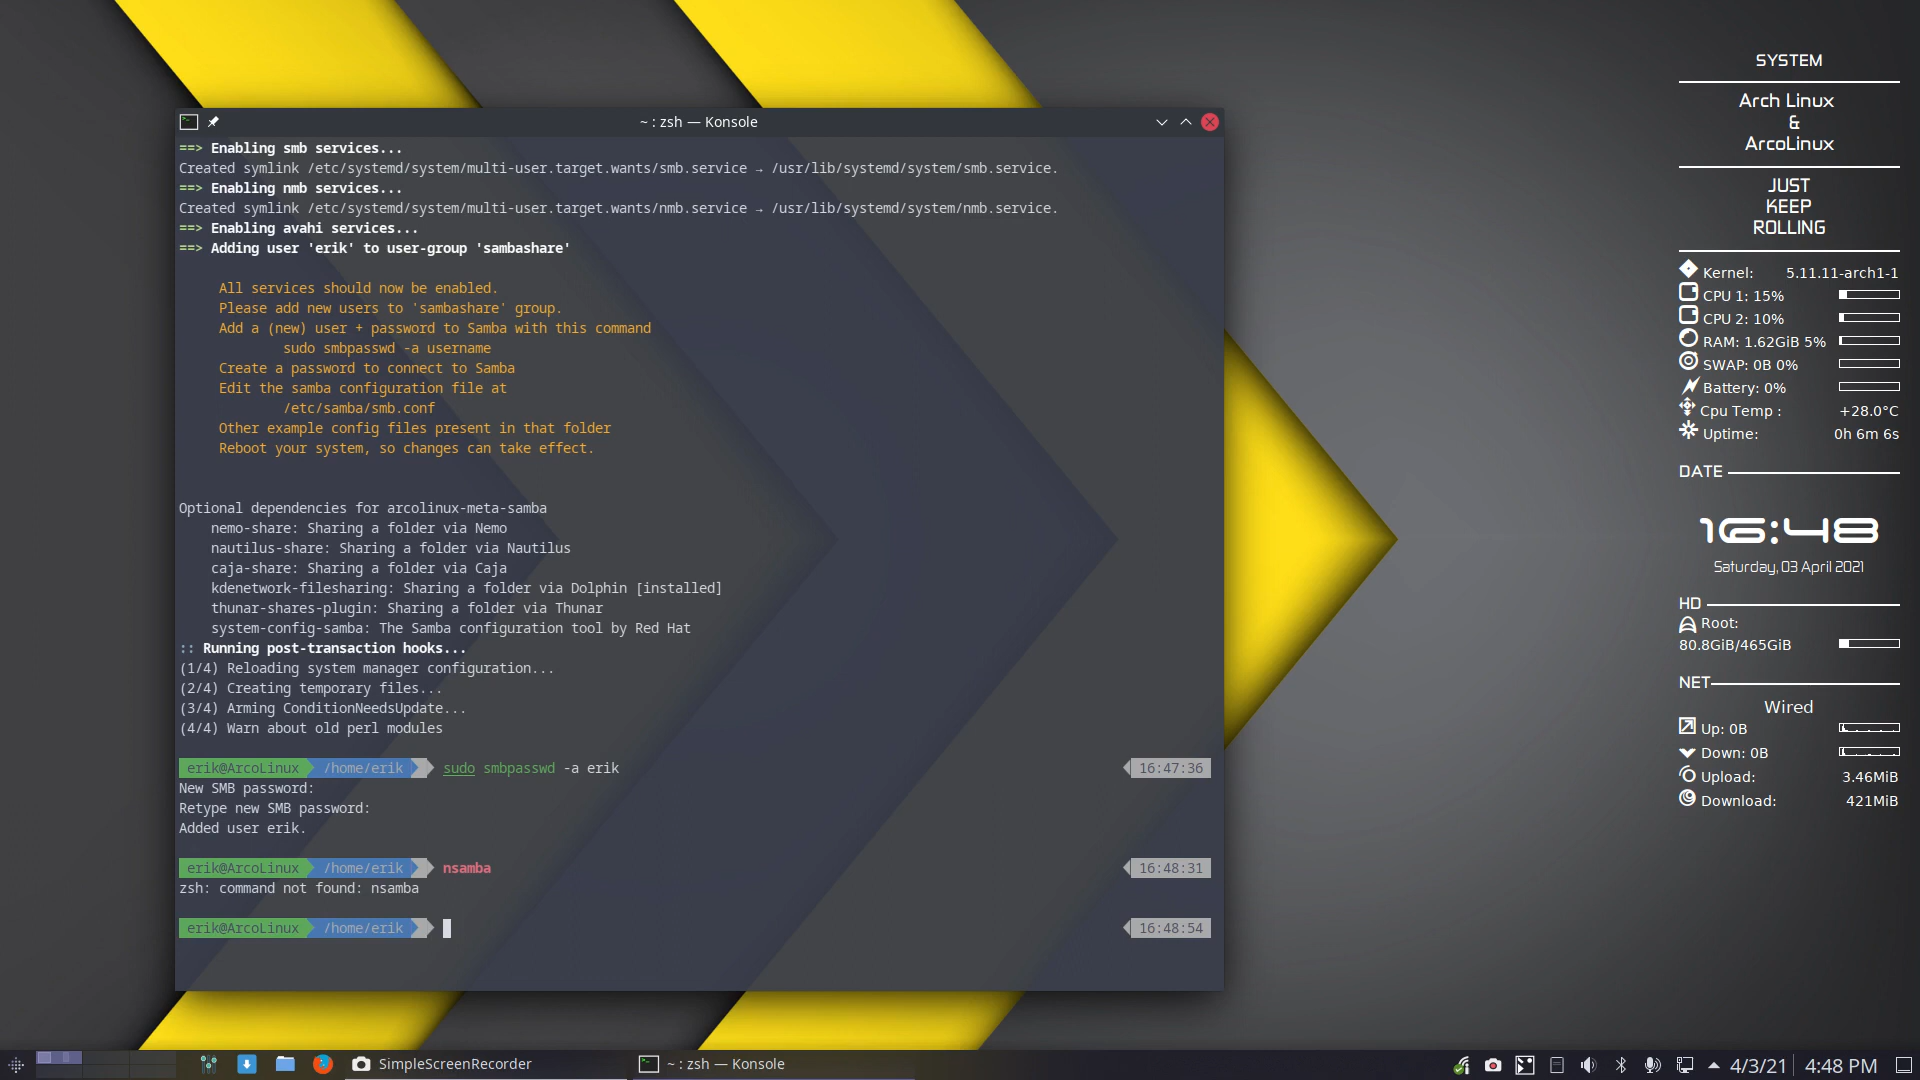 ~ : zsh — Konsole
==> Enabling smb services...
Created symlink /etc/systemd/system/multi-user.target.wants/smb.service → /usr/lib/systemd/system/smb.service.
==> Enabling nmb services...
Created symlink /etc/systemd/system/multi-user.target.wants/nmb.service → /usr/lib/systemd/system/nmb.service.
==> Enabling avahi services...
==> Adding user 'erik' to user-group 'sambashare'
All services should now be enabled.
Please add new users to 'sambashare' group.
Add a (new) user + password to Samba with this command
sudo smbpasswd -a username
Create a password to connect to Samba
Edit the samba configuration file at
/etc/samba/smb.conf
Other example config files present in that folder
Reboot your system, so changes can take effect.
Optional dependencies for arcolinux-meta-samba
nemo-share: Sharing a folder via Nemo
nautilus-share: Sharing a folder via Nautilus
caja-share: Sharing a folder via Caja
kdenetwork-filesharing: Sharing a folder via Dolphin [installed]
thunar-shares-plugin: Sharing a folder via Thunar
system-config-samba: The Samba configuration tool by Red Hat
:: Running post-transaction hooks...
(1/4) Reloading system manager configuration...
(2/4) Creating temporary files...
(3/4) Arming ConditionNeedsUpdate...
(4/4) Warn about old perl modules
erik@ArcoLinux /home/erik sudo smbpasswd -a erik 16:47:36
New SMB password:
Retype new SMB password:
Added user erik.
erik@ArcoLinux /home/erik nsamba 16:48:31
zsh: command not found: nsamba
erik@ArcoLinux /home/erik 16:48:54
SYSTEM
Arch Linux
&
ArcoLinux
JUST
KEEP
ROLLING
Kernel: 5.11.11-arch1-1
CPU 1: 15%
CPU 2: 10%
RAM: 1.62GiB 5%
SWAP: 0B 0%
Battery: 0%
Cpu Temp : +28.0°C
Uptime: 0h 6m 6s
DATE
16:48
Saturday, 03 April 2021
HD
Root:
80.8GiB/465GiB
NET
Wired
Up: 0B
Down: 0B
Upload: 3.46MiB
Download: 421MiB
SimpleScreenRecorder
~ : zsh — Konsole
4/3/21
4:48 PM